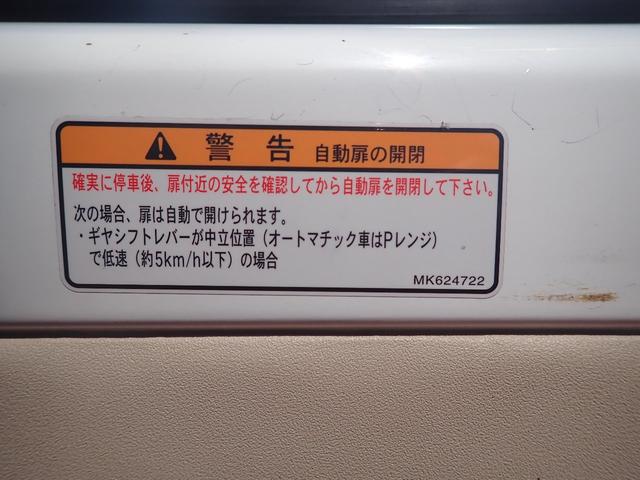 警告 自動扉の開閉
確実に停車後、扉付近の安全を確認してから自動扉を開閉して下さい。
次の場合、扉は自動で開けられます。
・ギヤシフトレバーが中立位置（オートマチック車はPレンジ）
で低速（約5km/h以下）の場合
MK624722